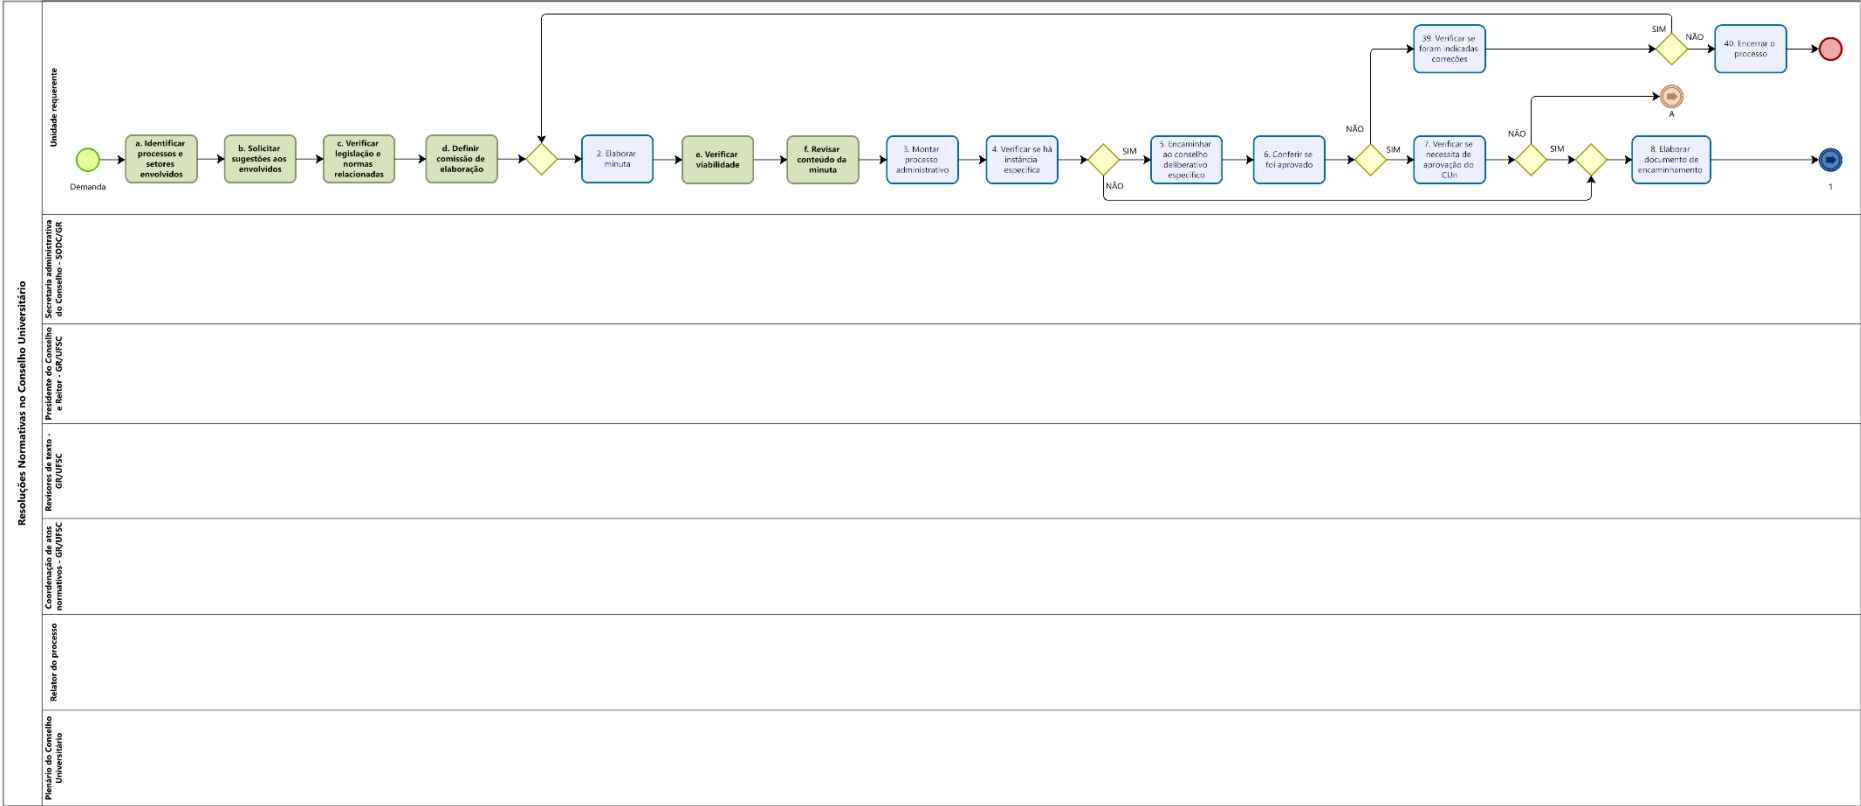 Resoluções Normativas no Conselho Universitário
Unidade requerente
Demanda
a. Identificar
processos e
setores
envolvidos
b. Solicitar
sugestões aos
envolvidos
c. Verificar
legislação e
normas
relacionadas
d. Definir
comissão de
elaboração
2. Elaborar
minuta
e. Verificar
viabilidade
f. Revisar
conteúdo da
minuta
3. Montar
processo
administrativo
4. Verificar se há
instância
específica
SIM
NÃO
5. Encaminhar
ao conselho
deliberativo
específico
6. Conferir se
foi aprovado
NÃO
SIM
39. Verificar se
foram indicadas
correções
SIM
NÃO
40. Encerrar o
processo
7. Verificar se
necessita de
aprovação do
CUn
NÃO
SIM
A
8. Elaborar
documento de
encaminhamento
1
Secretaria administrativa
do Conselho - SODC/GR
Presidente do Conselho
e Reitor - GR/UFSC
Revisores de texto -
GR/UFSC
Coordenação de atos
normativos - GR/UFSC
Relator do processo
Plenário do Conselho
Universitário